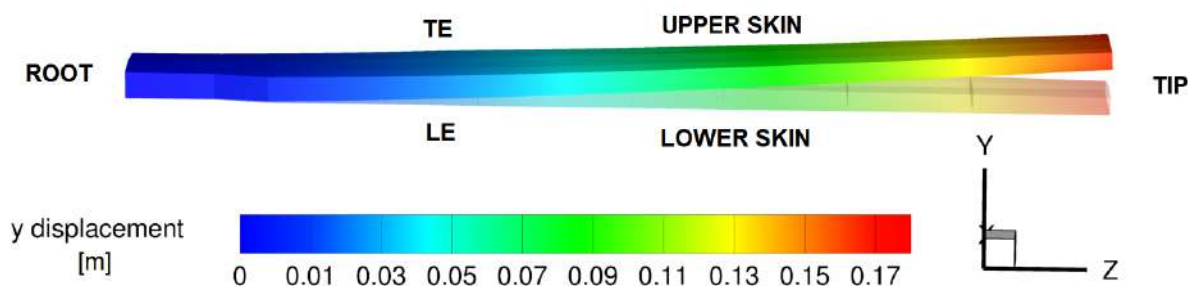 TE
UPPER SKIN
ROOT
TIP
LE
LOWER SKIN
Y
y displacement
[m]
0 0.01 0.03 0.05 0.07 0.09 0.11 0.13 0.15 0.17
Z